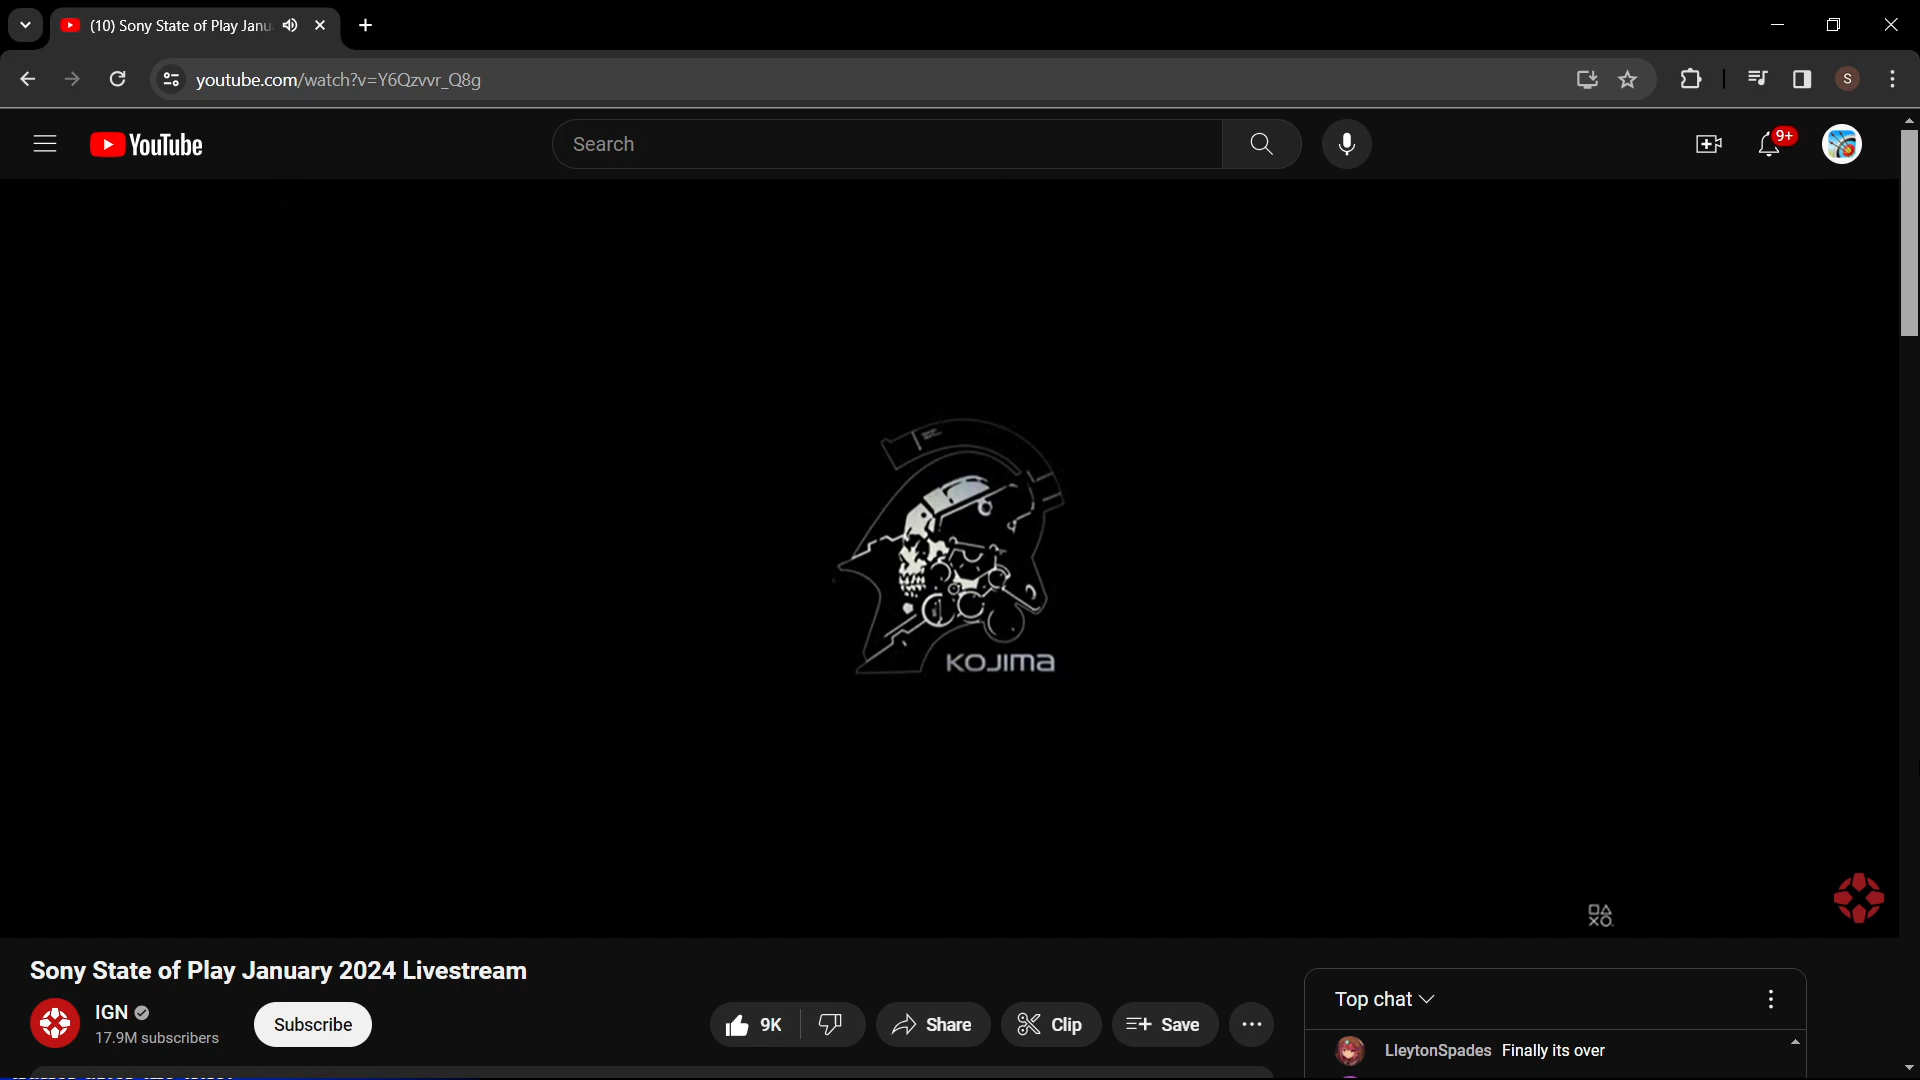 (10) Sony State of Play Janu
youtube.com/watch?v=Y6Qzvvr_Q8g
S
YouTube
Search
9+
KOJIMA
Sony State of Play January 2024 Livestream
IGN
17.9M subscribers
Subscribe
9K
Share
Clip
Save
Top chat
LleytonSpades Finally its over